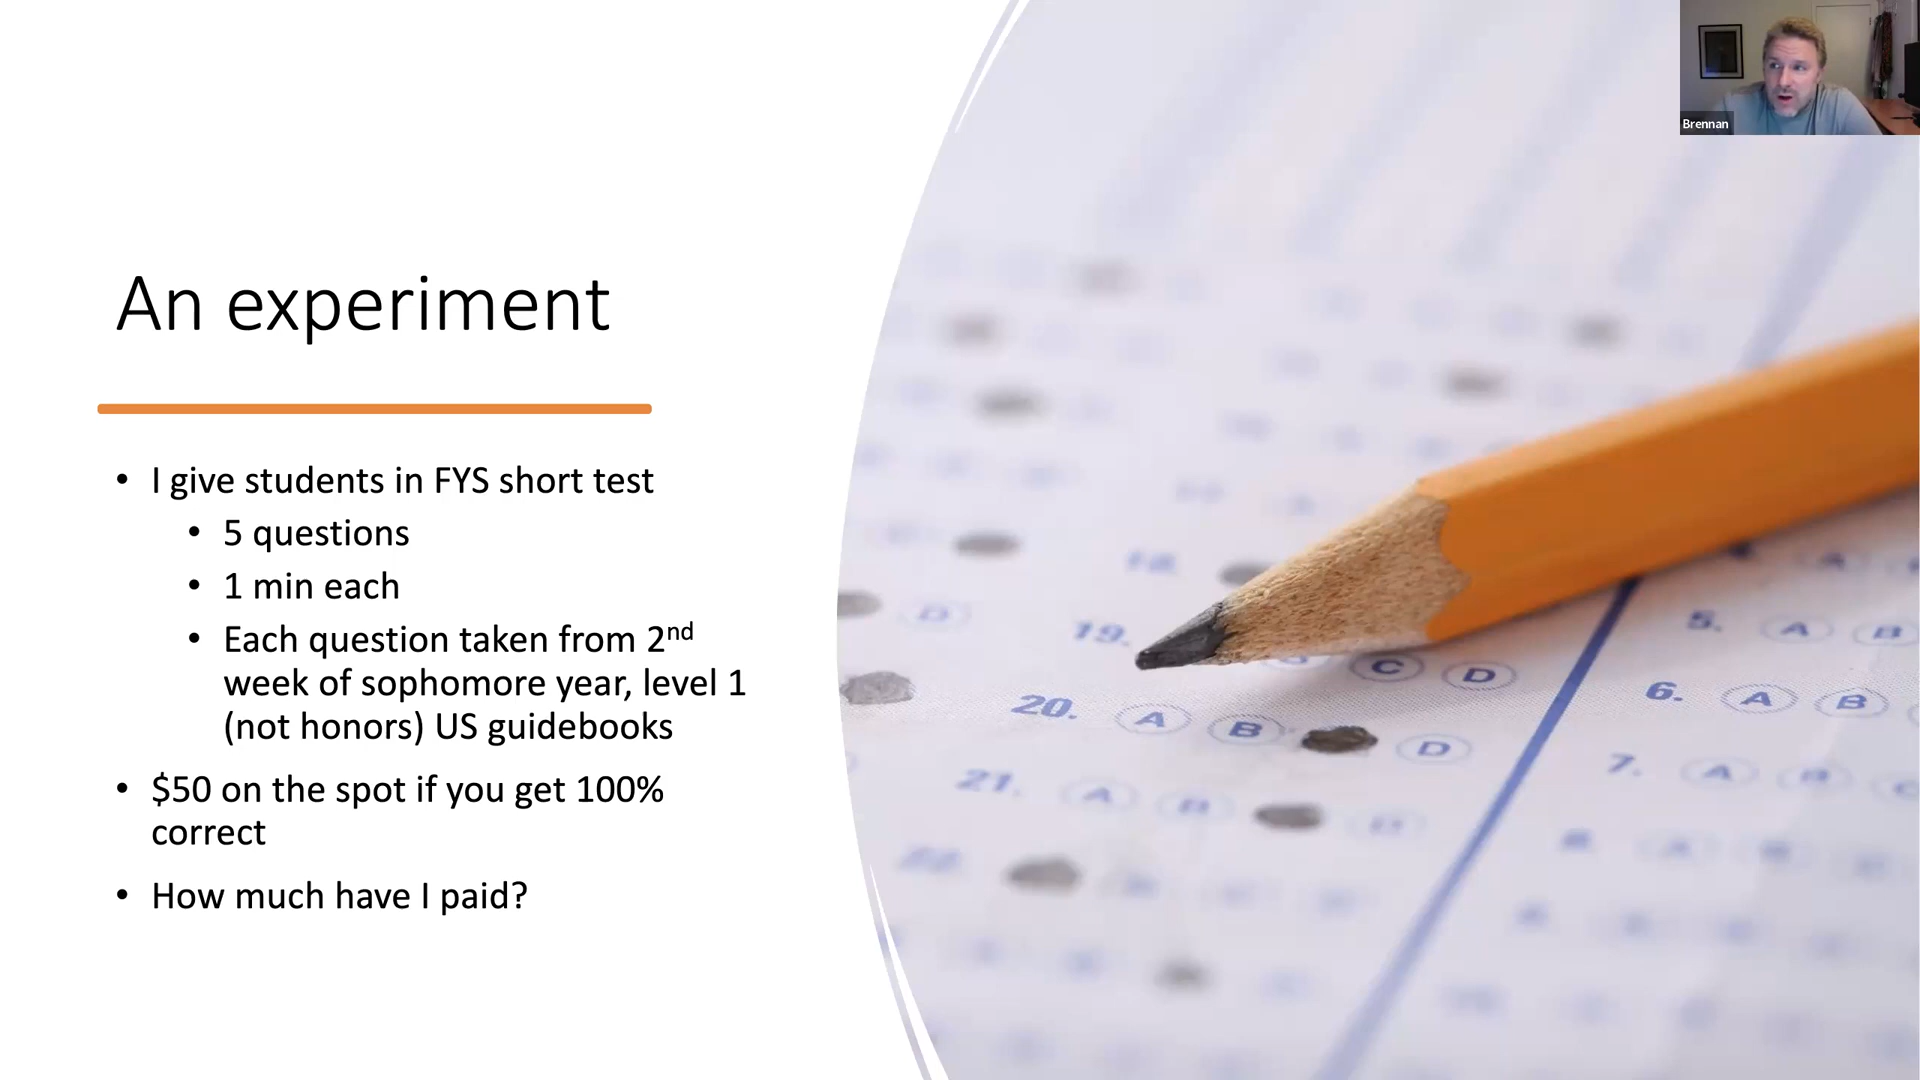 Brennan
An experiment
• I give students in FYS short test
• 5 questions
• 1 min each
• Each question taken from 2nd
week of sophomore year, level 1
(not honors) US guidebooks
• $50 on the spot if you get 100%
correct
• How much have I paid?
18.
19.
C D
20. A B D
21. A B
5. A B
6. A B
7. A